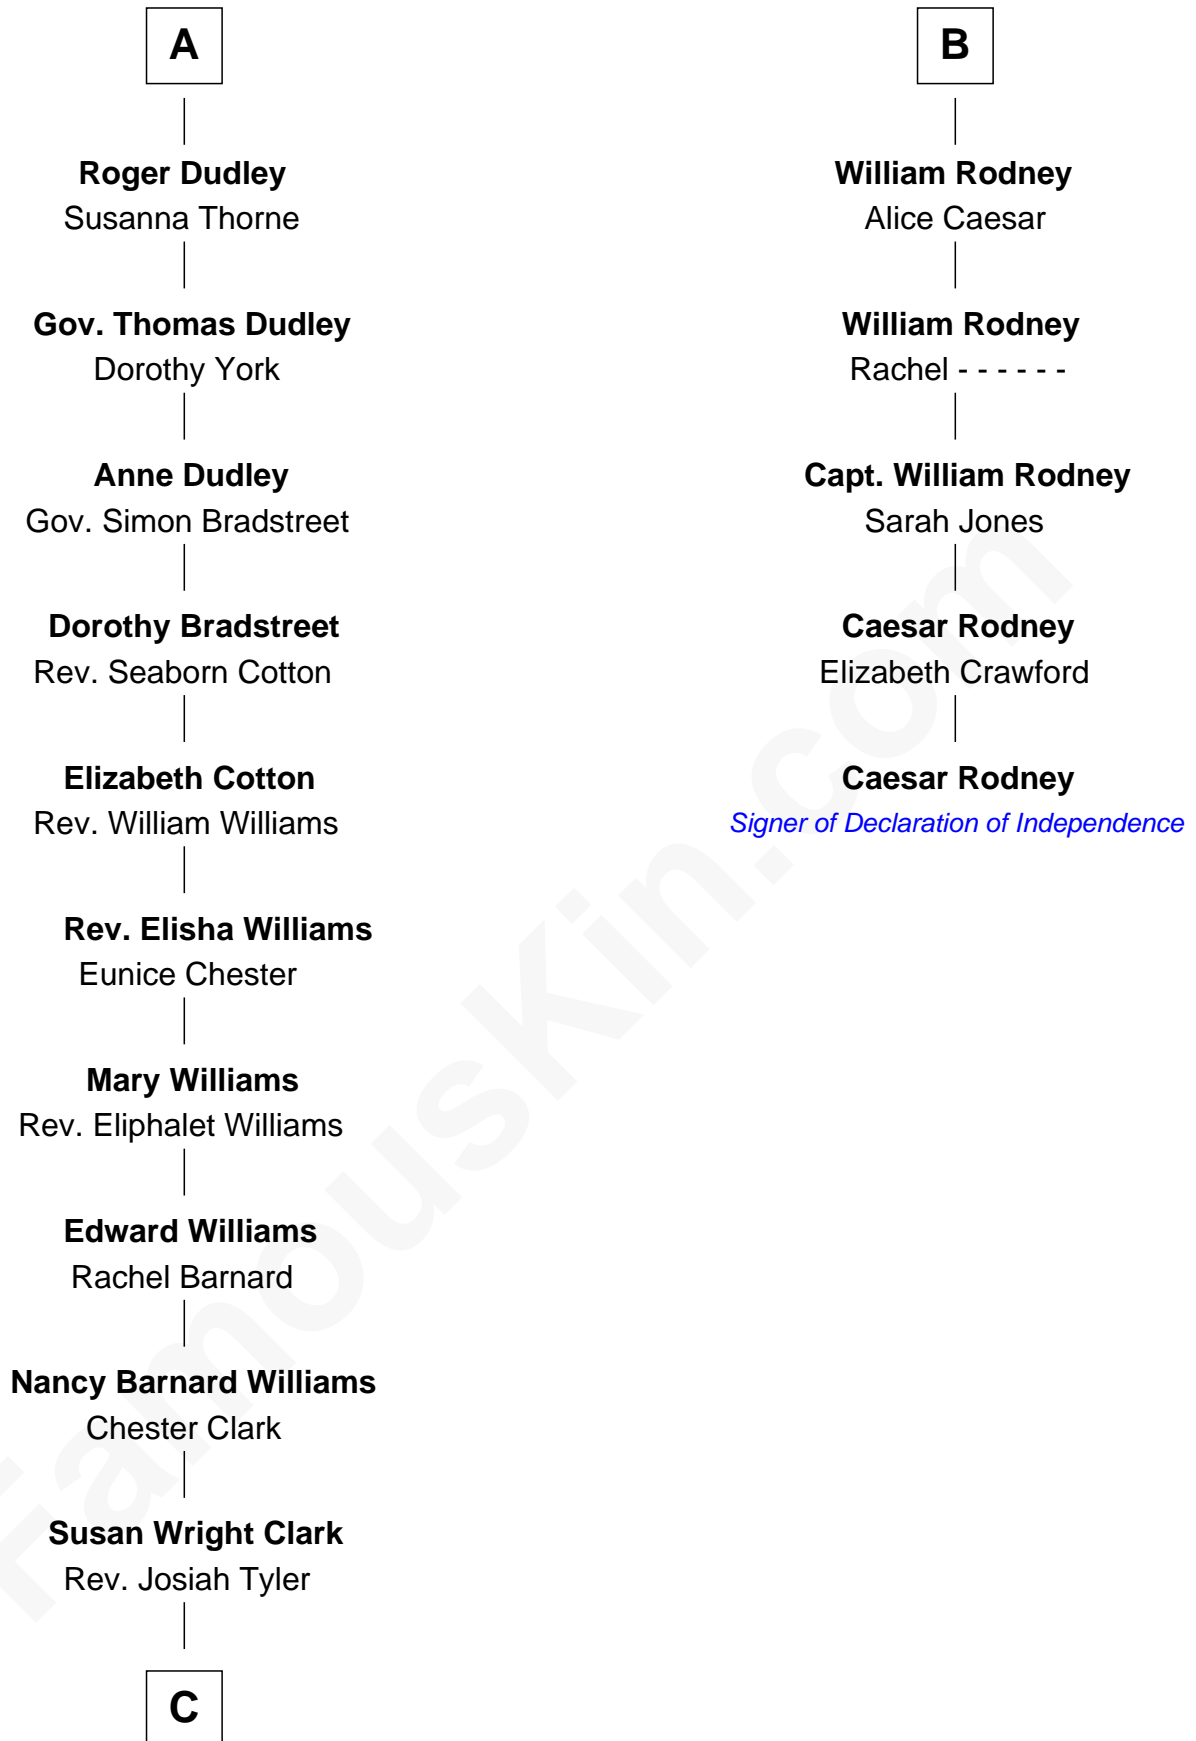 A
Roger Dudley
Susanna Thorne
Gov. Thomas Dudley
Dorothy York
Anne Dudley
Gov. Simon Bradstreet
Dorothy Bradstreet
Rev. Seaborn Cotton
Elizabeth Cotton
Rev. William Williams
Rev. Elisha Williams
Eunice Chester
Mary Williams
Rev. Eliphalet Williams
Edward Williams
Rachel Barnard
Nancy Barnard Williams
Chester Clark
Susan Wright Clark
Rev. Josiah Tyler
C
B
William Rodney
Alice Caesar
William Rodney
Rachel - - - - - -
Capt. William Rodney
Sarah Jones
Caesar Rodney
Elizabeth Crawford
Caesar Rodney
Signer of Declaration of Independence
FamousKin.com